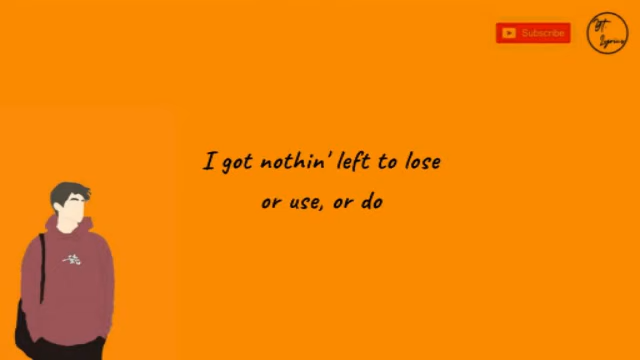 Subscribe
I got nothin' left to lose
or use, or do